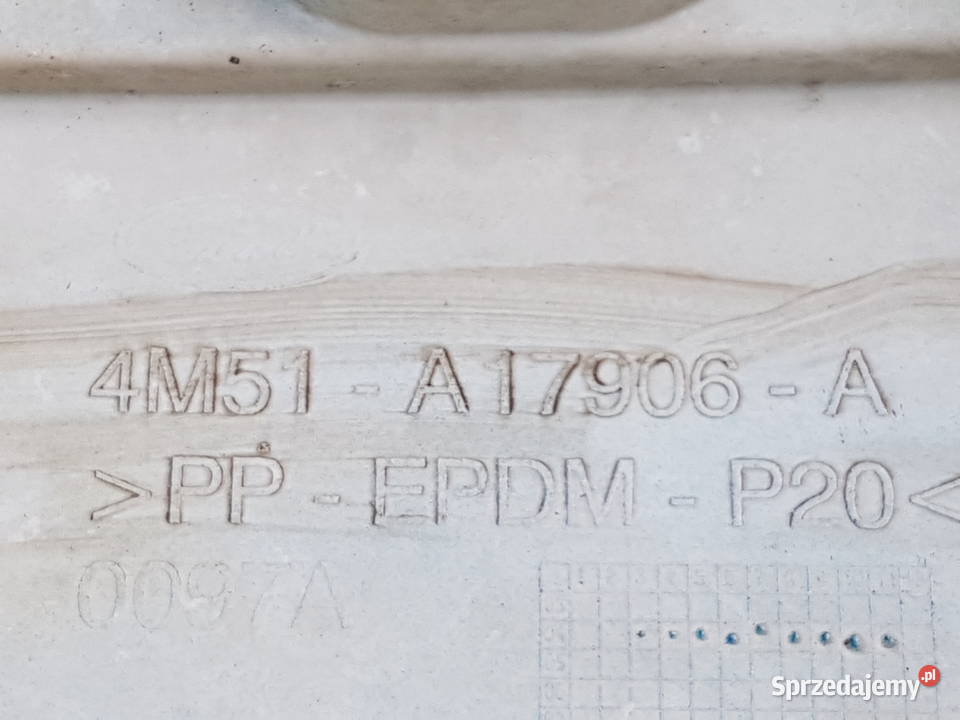 4M51 - A17906 - A
>PP - EPDM - P20<
0097A
Sprzedajemy.pl